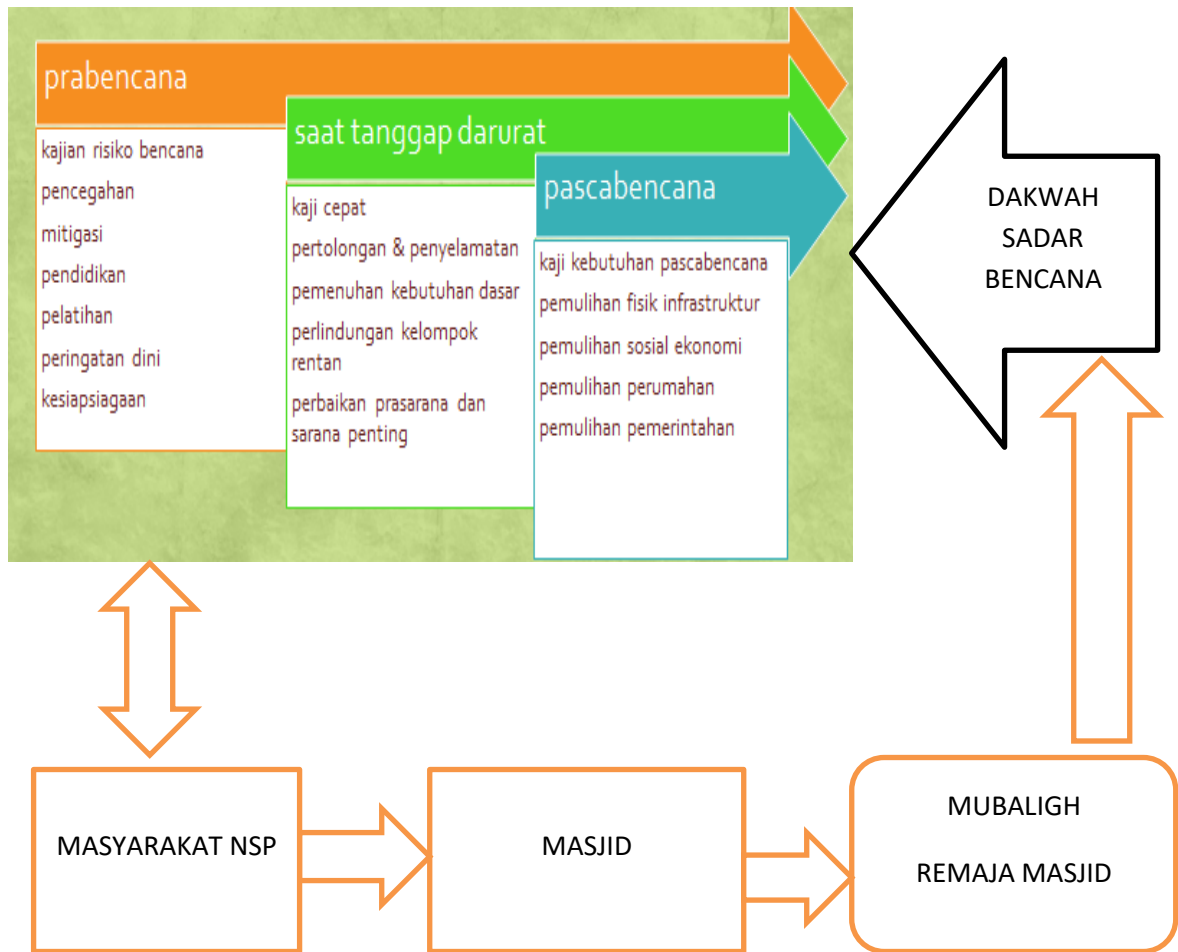 prabencana
kajian risiko bencana
pencegahan
mitigasi
pendidikan
pelatihan
peringatan dini
kesiapsiagaan
saat tanggap darurat
kaji cepat
pertolongan & penyelamatan
pemenuhan kebutuhan dasar
perlindungan kelompok
rentan
perbaikan prasarana dan
sarana penting
pascabencana
kaji kebutuhan pascabencana
pemulihan fisik infrastruktur
pemulihan sosial ekonomi
pemulihan perumahan
pemulihan pemerintahan
DAKWAH
SADAR
BENCANA
MASYARAKAT NSP
MASJID
MUBALIGH
REMAJA MASJID